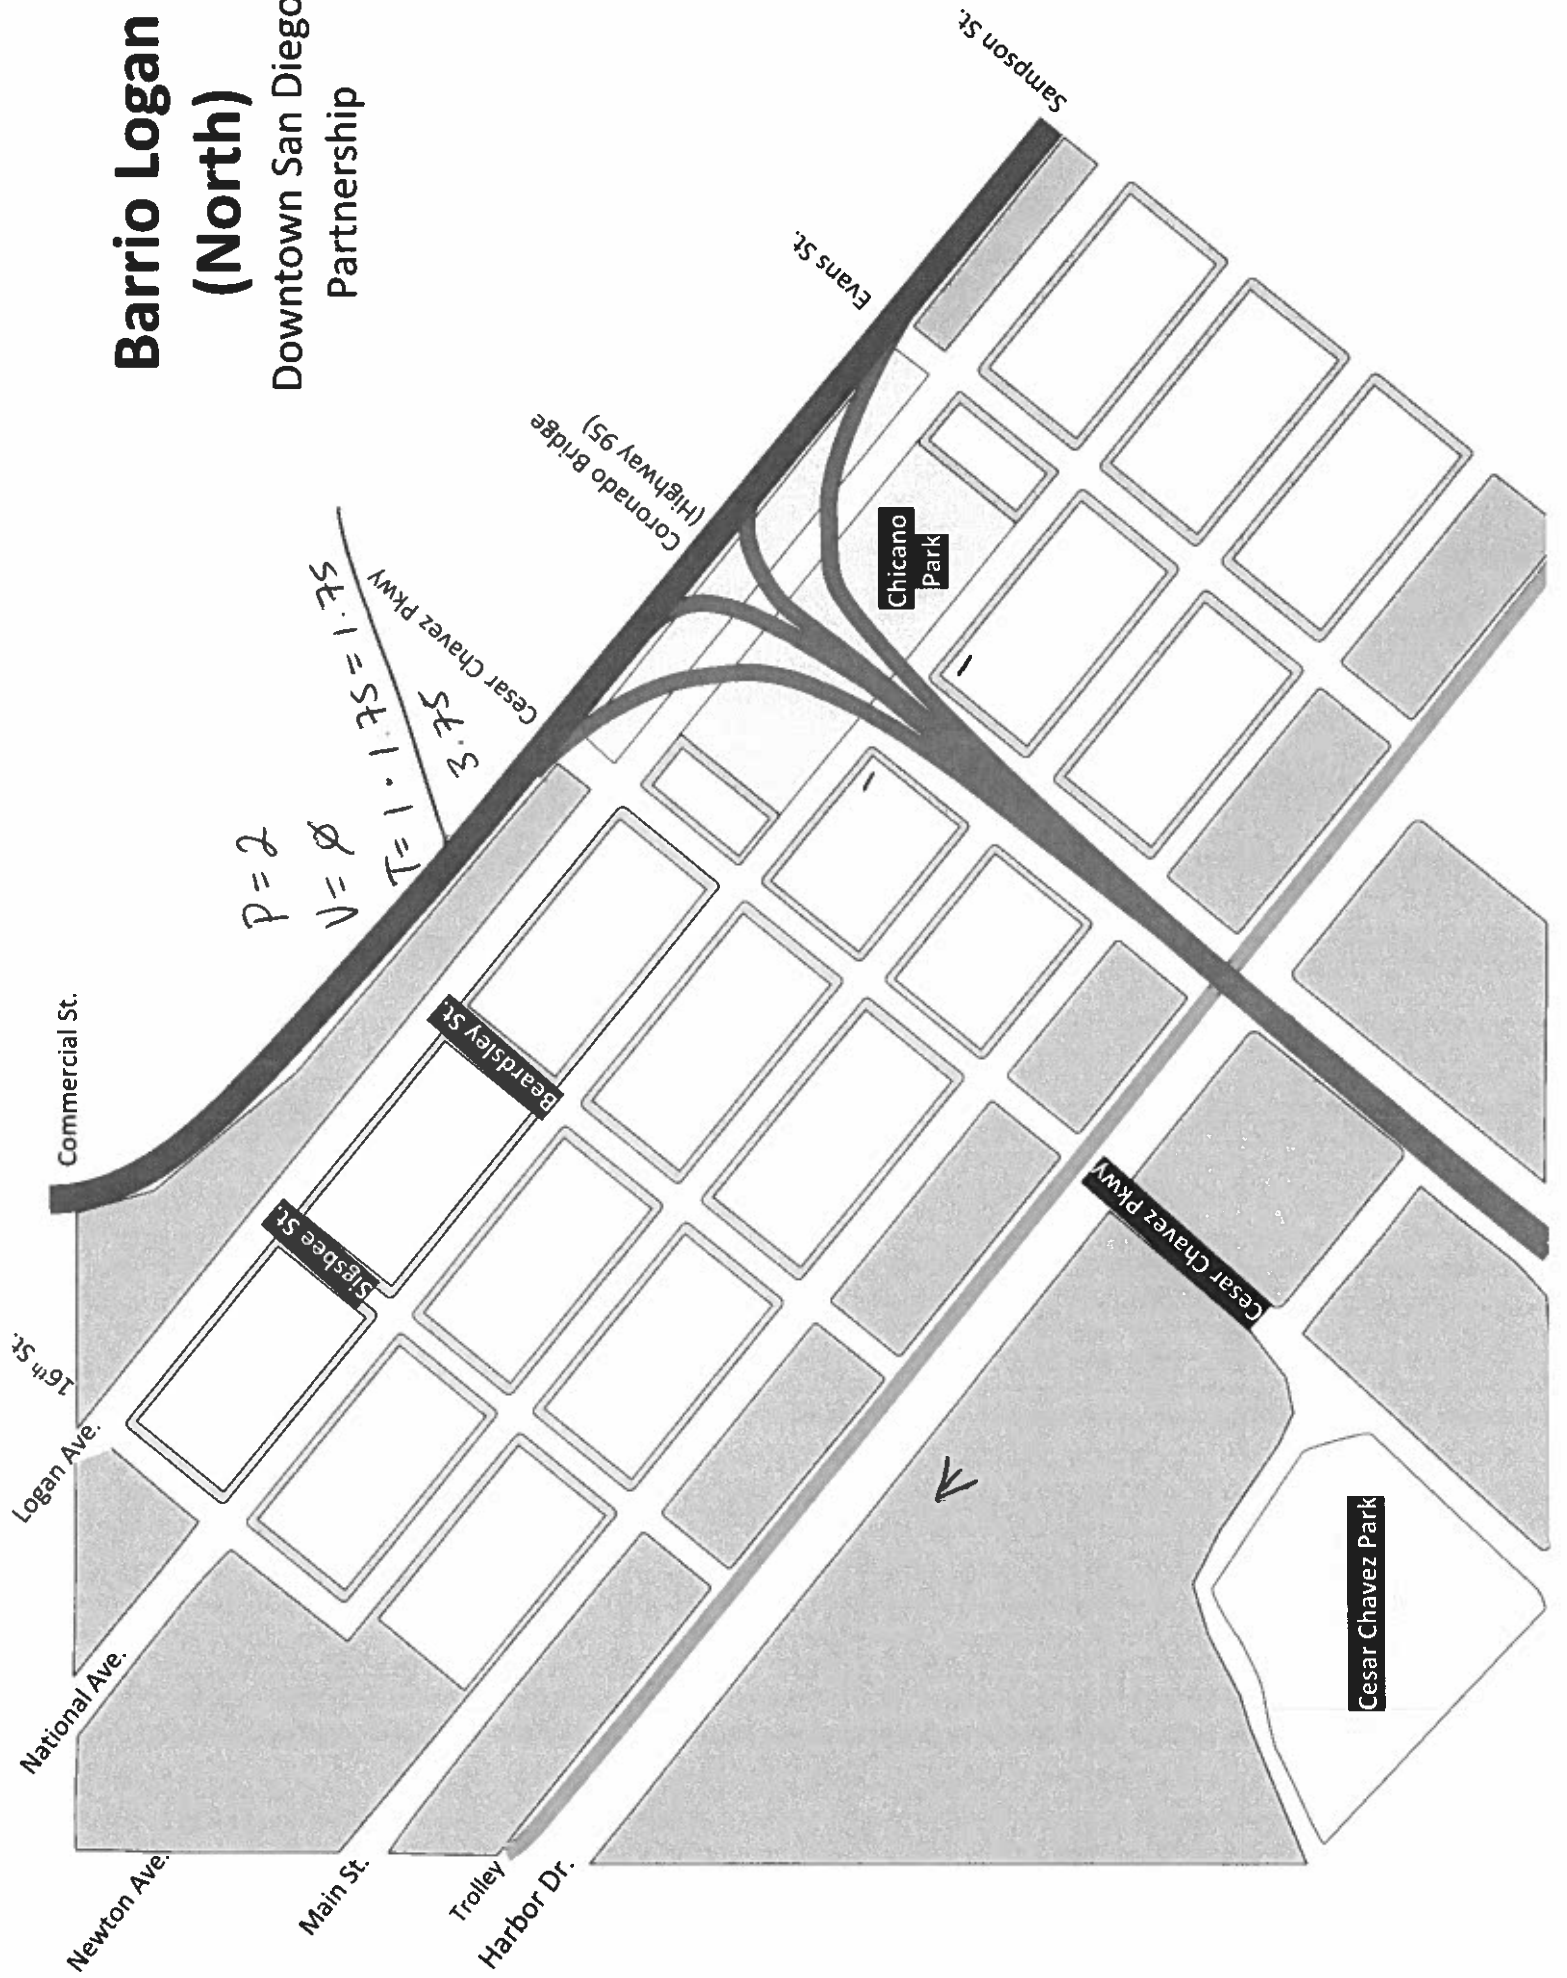 Barrio Logan
(North)
Downtown San Diego
Partnership
Sampson St.
Evans St.
Coronado Bridge
(Highway 95)
Cesar Chavez Pkwy
P = 2
V = Ø
T = 1 · 1.75 = 1.75
3.75
Commercial St.
16th St.
Logan Ave.
National Ave.
Newton Ave.
Main St.
Trolley
Harbor Dr.
Sigsbee St.
Beardsley St.
Chicano
Park
Cesar Chavez Pkwy
Cesar Chavez Park